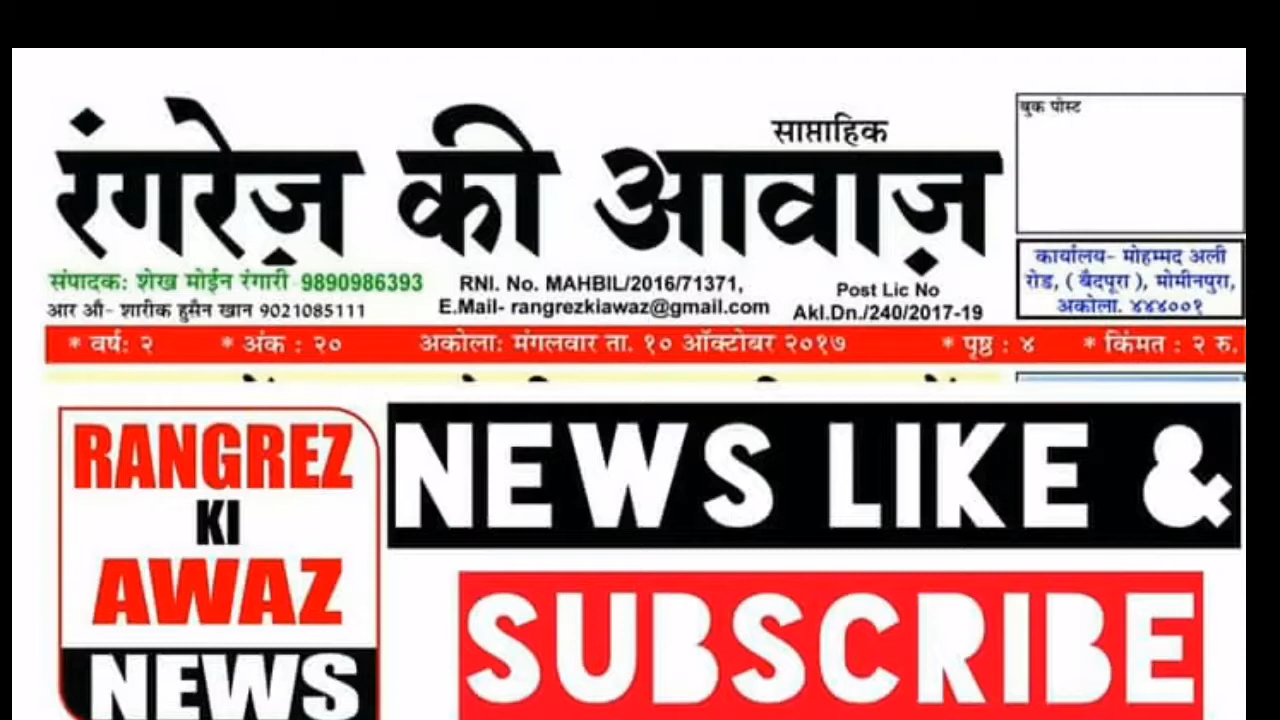 साप्ताहिक
रंगरेज़ की आवाज़
बुक पोस्ट
संपादक: शेख मोईन रंगारी 9890986393
आर औ- शारीक हुसैन खान 9021085111
RNI. No. MAHBIL/2016/71371,
E.Mail- rangrezkiawaz@gmail.com
Post Lic No
Akl.Dn./240/2017-19
कार्यालय- मोहम्मद अली
रोड, ( बैदपूरा ), मोमीनपुरा,
अकोला. ४४४००१
* वर्ष: २ * अंक : २० अकोला: मंगलवार ता. १० ऑक्टोबर २०१७ * पृष्ठ : ४ * किंमत : २ रु.
RANGREZ
KI
AWAZ
NEWS
NEWS LIKE &
SUBSCRIBE